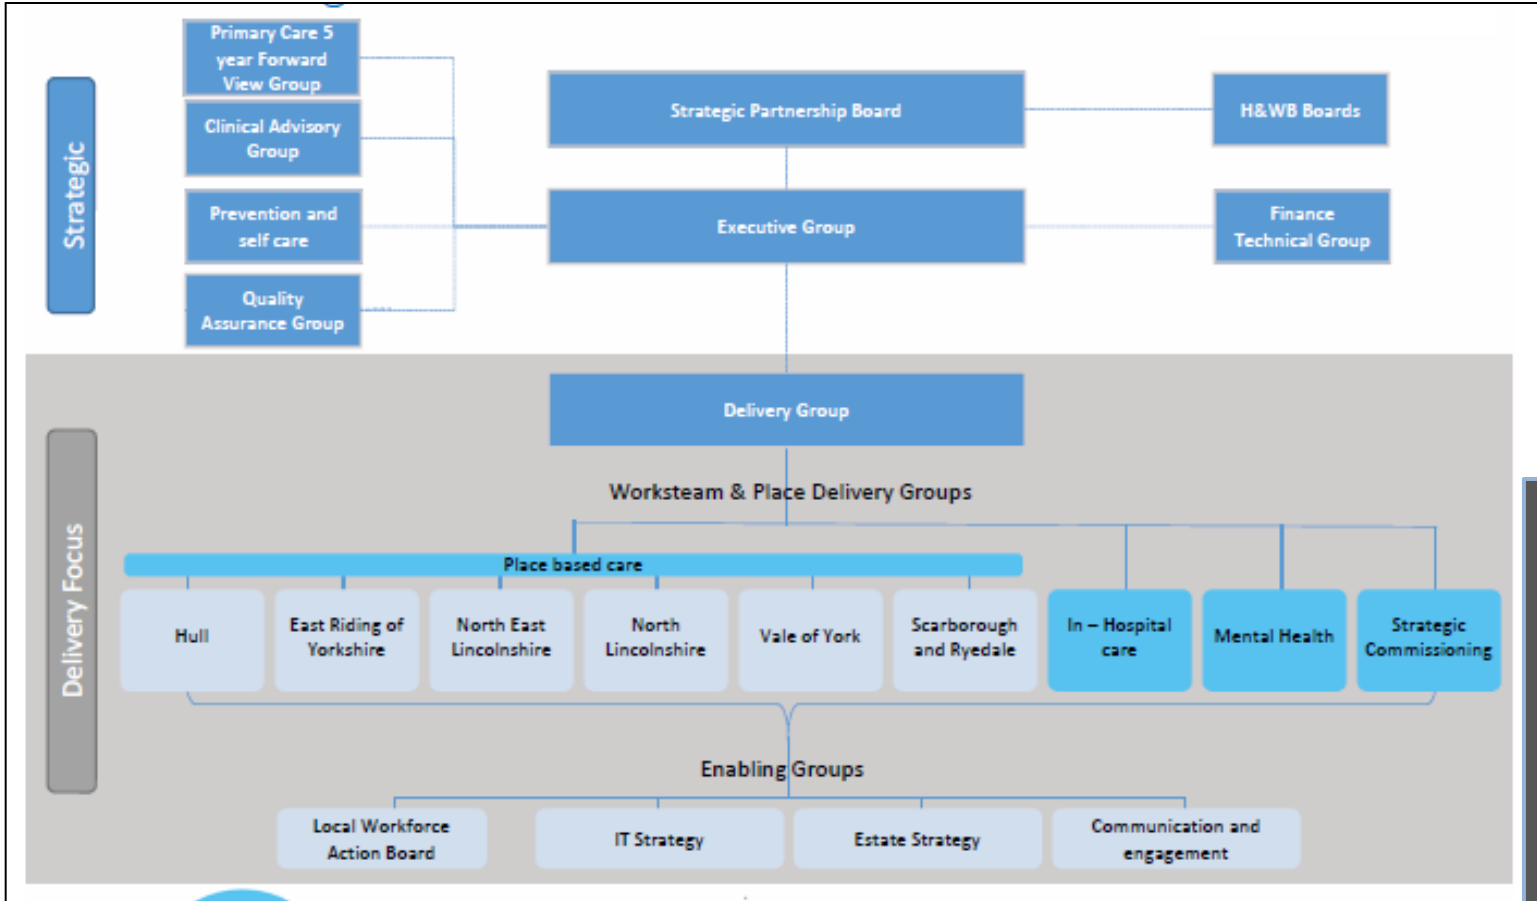 Primary Care 5
year Forward
View Group
Clinical Advisory
Group
Prevention and
self care
Quality
Assurance Group
Strategic
Strategic Partnership Board
H&WB Boards
Executive Group
Finance
Technical Group
Delivery Focus
Delivery Group
Worksteam & Place Delivery Groups
Place based care
Hull
East Riding of
Yorkshire
North East
Lincolnshire
North
Lincolnshire
Vale of York
Scarborough
and Ryedale
In – Hospital
care
Mental Health
Strategic
Commissioning
Enabling Groups
Local Workforce
Action Board
IT Strategy
Estate Strategy
Communication and
engagement